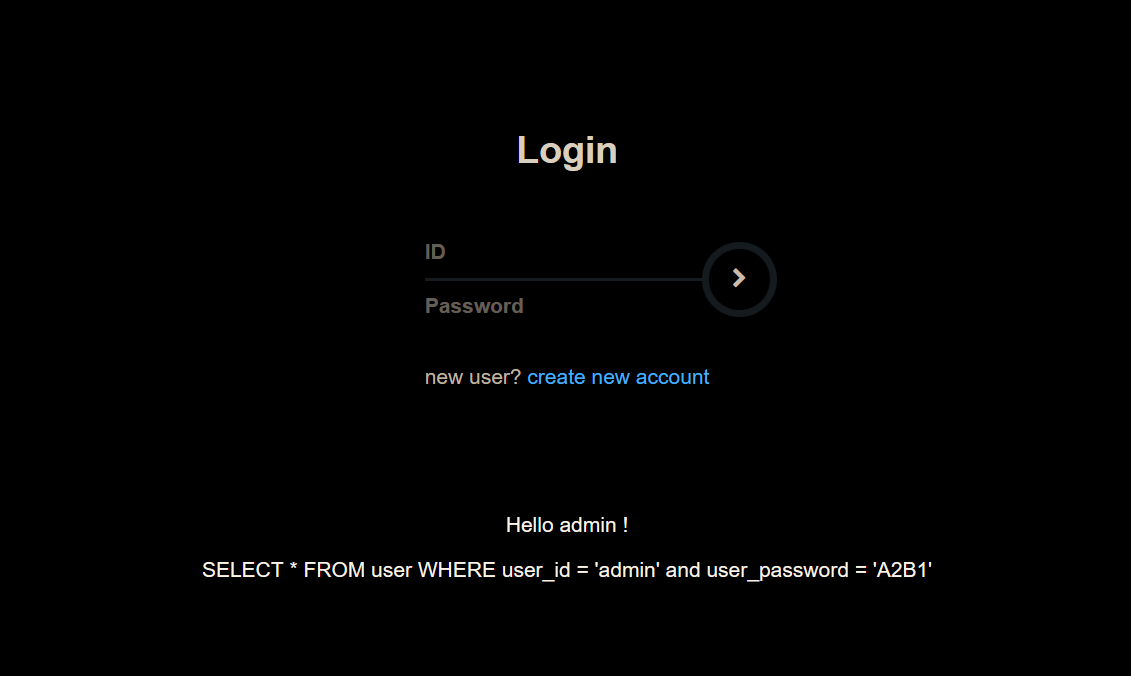 Login
ID
Password
new user? create new account
Hello admin !
SELECT * FROM user WHERE user_id = 'admin' and user_password = 'A2B1'